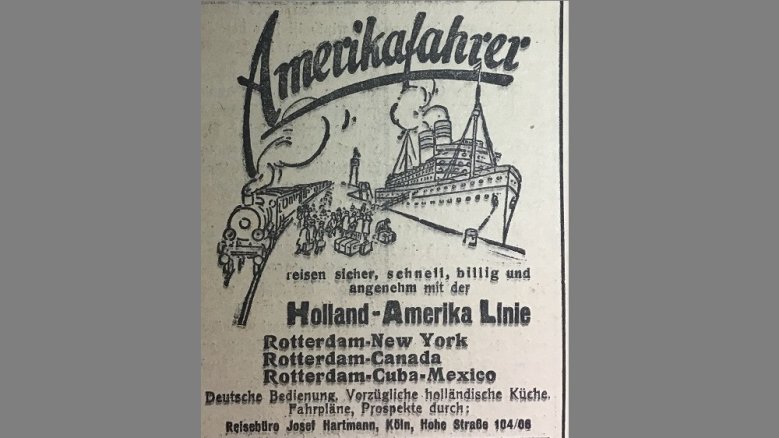 Amerikafahrer
reisen sicher, schnell, billig und
angenehm mit der
Holland-Amerika Linie
Rotterdam-New York
Rotterdam-Canada
Rotterdam-Cuba-Mexico
Deutsche Bedienung. Vorzügliche holländische Küche.
Fahrpläne, Prospekte durch:
Reisebüro Josef Hartmann, Köln, Hohe Straße 104/06